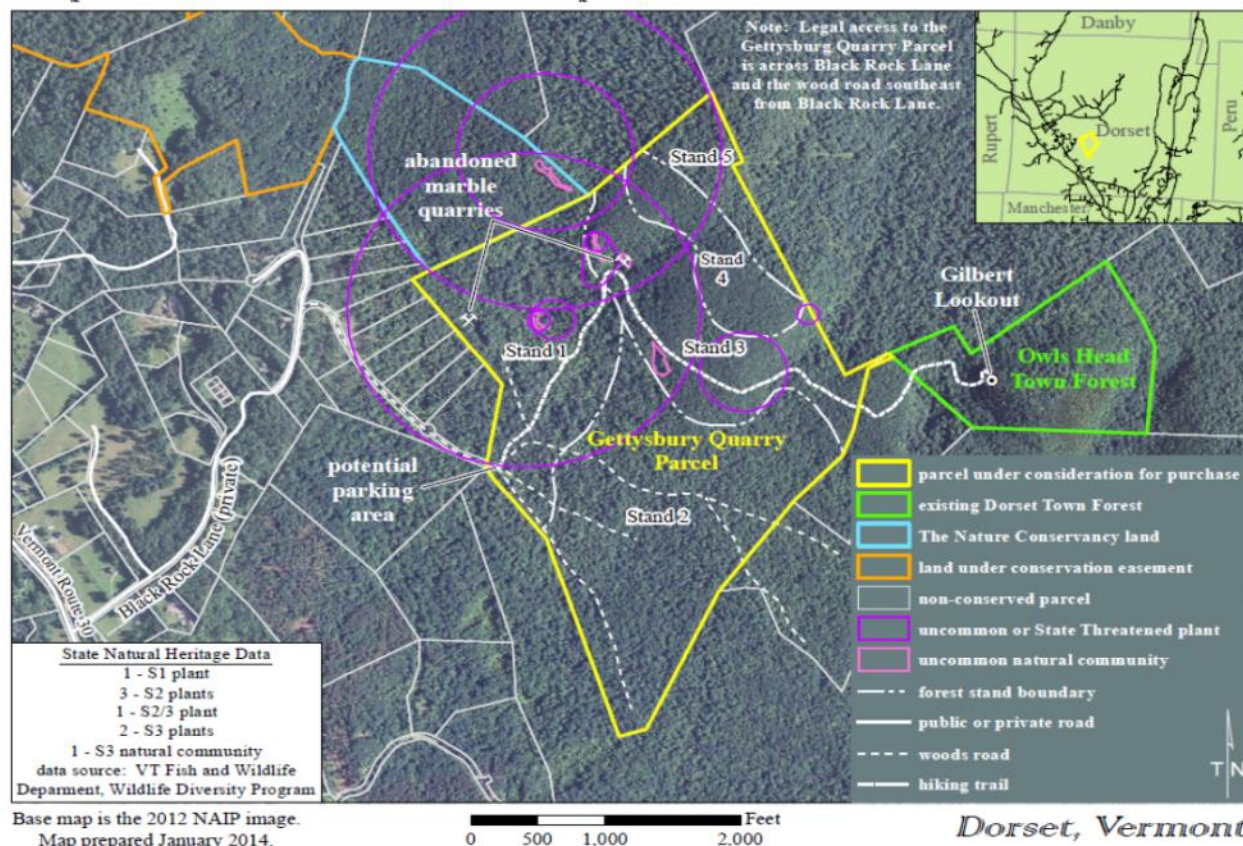 Note: Legal access to the
Gettysburg Quarry Parcel
is across Black Rock Lane
and the wood road southeast
from Black Rock Lane.
Danby
Rupert
Dorset
Peru
Manchester
abandoned
marble
quarries
Stand 5
Stand
4
Gilbert
Lookout
Stand 1
Stand 3
Owls Head
Town Forest
Gettysbury Quarry
Parcel
potential
parking
area
Stand 2
Black Rock Lane (private)
Vermont Route 30
parcel under consideration for purchase
existing Dorset Town Forest
The Nature Conservancy land
land under conservation easement
non-conserved parcel
uncommon or State Threatened plant
uncommon natural community
forest stand boundary
public or private road
woods road
hiking trail
T N
State Natural Heritage Data
1 - S1 plant
3 - S2 plants
1 - S2/3 plant
2 - S3 plants
1 - S3 natural community
data source: VT Fish and Wildlife
Deparment, Wildlife Diversity Program
Base map is the 2012 NAIP image.
Map prepared January 2014.
Feet
0 500 1,000 2,000
Dorset, Vermont